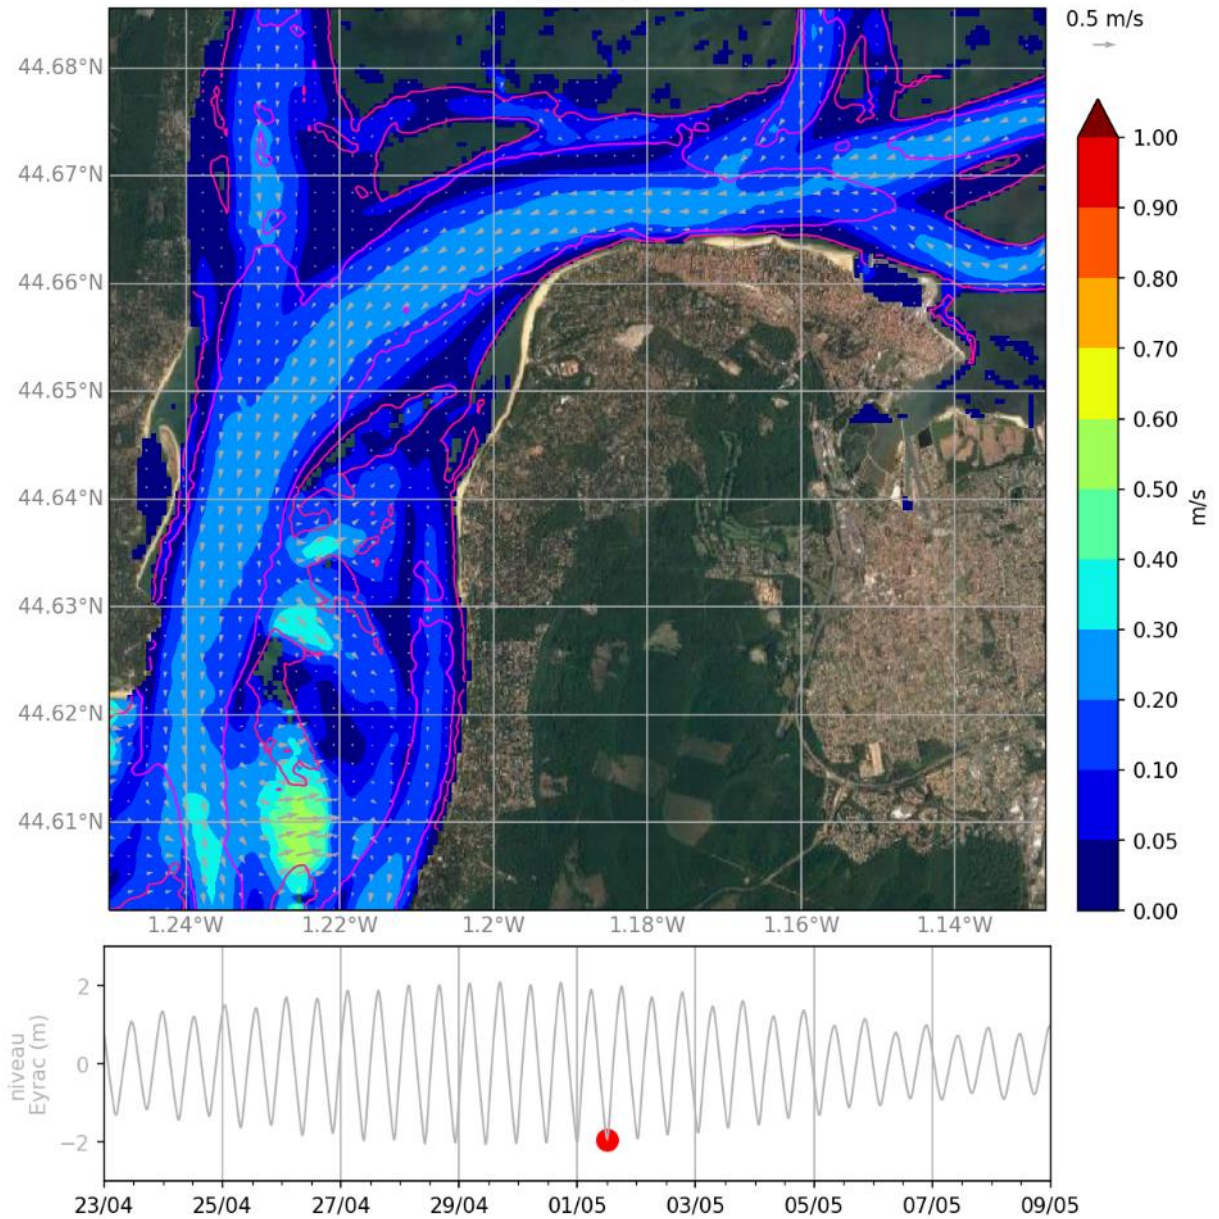 0.5 m/s
44.68°N
44.67°N
44.66°N
44.65°N
44.64°N
44.63°N
44.62°N
44.61°N
1.24°W 1.22°W 1.2°W 1.18°W 1.16°W 1.14°W
1.00
0.90
0.80
0.70
0.60
0.50
0.40
0.30
0.20
0.10
0.05
0.00
m/s
niveau
Eyrac (m)
2
0
−2
23/04 25/04 27/04 29/04 01/05 03/05 05/05 07/05 09/05